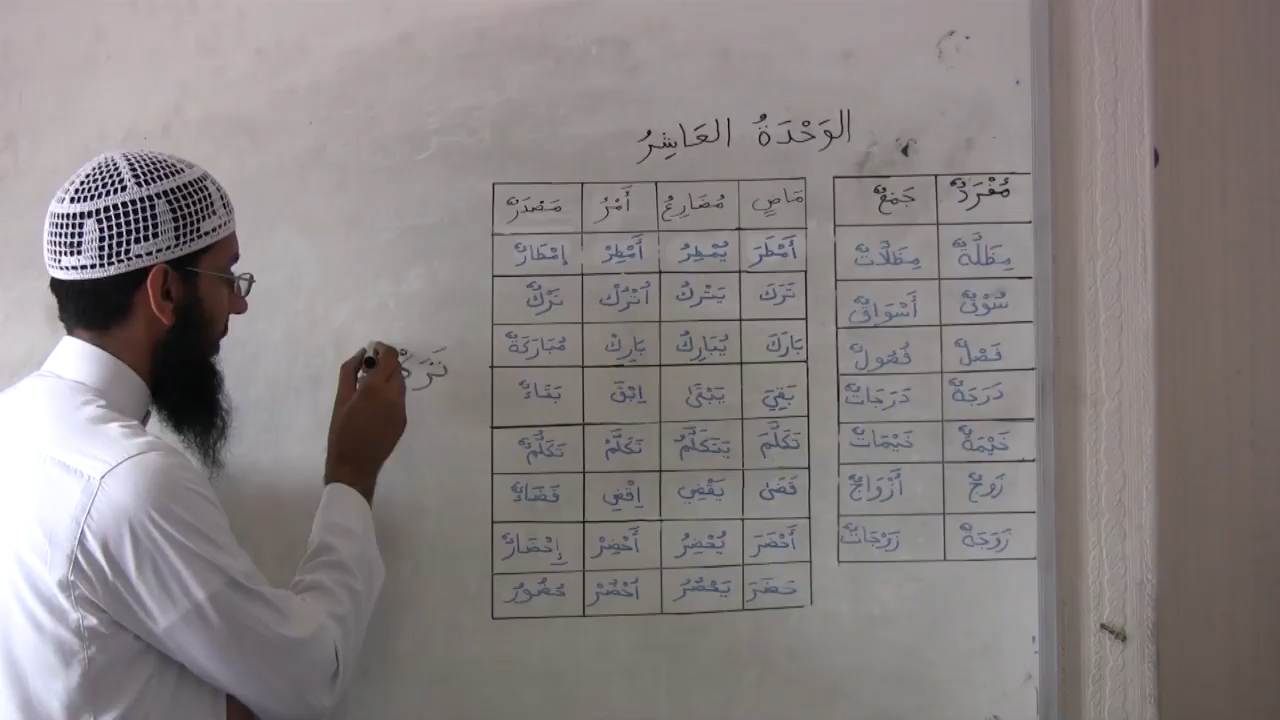 الوَحْدَةُ العَاشِرُ
مُفْرَدٌ جَمْعٌ
مِظَلَّةٌ مِظَلَّاتٌ
سُوْقٌ أَسْوَاقٌ
فَصْلٌ فُصُولٌ
دَرَجَةٌ دَرَجَاتٌ
خَيْمَةٌ خَيْمَاتٌ
زَوجٌ أَزْوَاجٌ
زَوَجَةٌ زَوْجَاتٌ
مَاضٍ مُضَارِعُ أَمْرُ مَصْدَرٌ
أَمْطَرَ يُمْطِرُ أَمْطِرْ إِمْطَارٌ
تَرَكَ يَتْرُكُ اُتْرُكْ تَرْكٌ
بَارَكَ يُبَارِكُ بَارِكْ مُبَارَكَةٌ
بَقِيَ يَبْقَىٰ اِبْقَ بَقَاءٌ
تَكَلَّمَ يَتَكَلَّمُ تَكَلَّمْ تَكَلُّمٌ
قَضَىٰ يَقْضِي اِقْضِ قَضَاءٌ
أَحْضَرَ يُحْضِرُ أَحْضِرْ إِحْضَارٌ
حَضَرَ يَحْضُرُ اُحْضُرْ حُضُورٌ